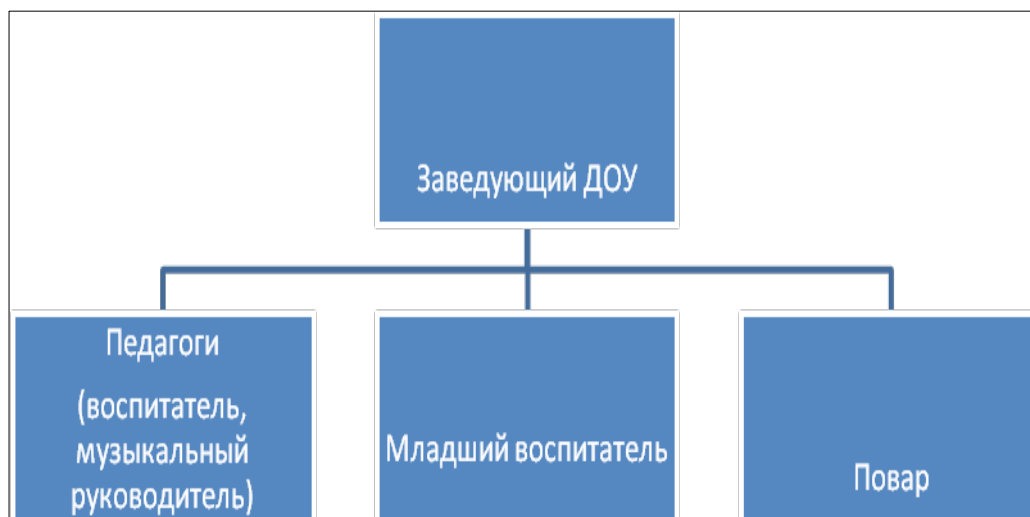 Заведующий ДОУ
Педагоги
(воспитатель,
музыкальный
руководитель)
Младший воспитатель
Повар